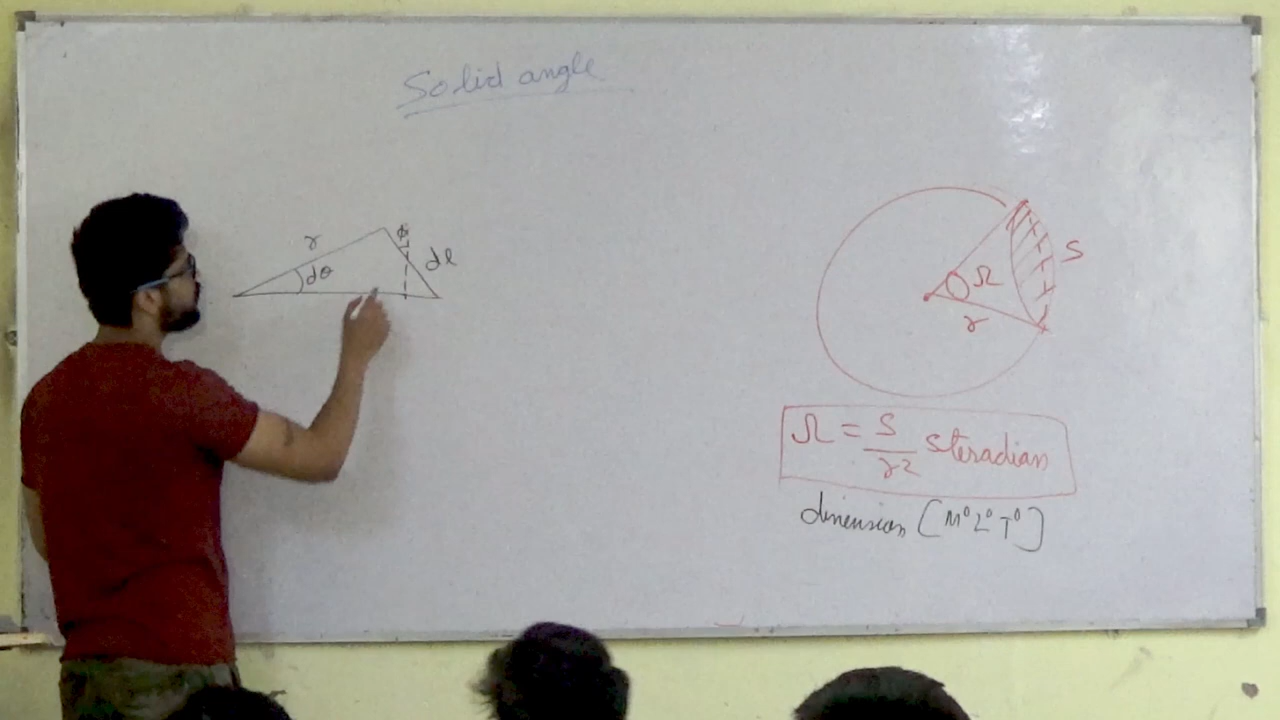 Solid angle
r
dθ
ϕ
dl
Ω
S
r
Ω = S/r² steradian
dimension [M⁰L⁰T⁰]